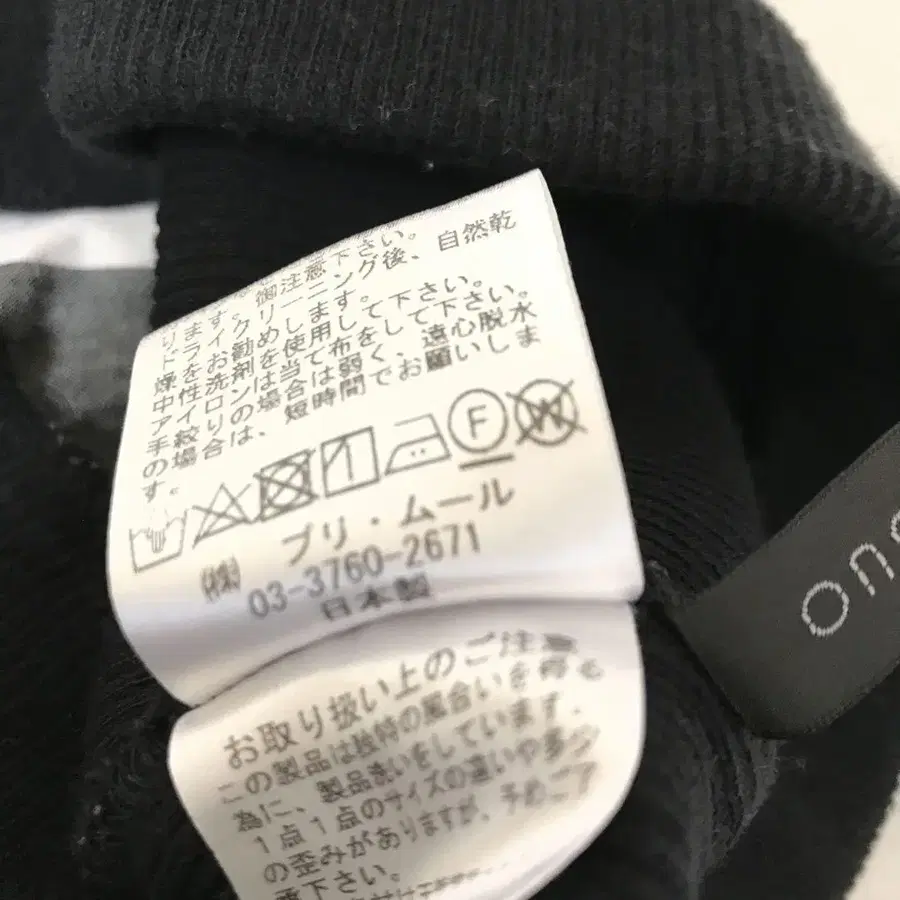 御注意下さい。
ります。
ドライクリーニング後、自然乾
燥をお勧めします。
中性洗剤を使用して下さい。
アイロンは当て布をして下さい。
手絞りの場合は弱く、遠心脱水
の場合は、短時間でお願いしま
す。
F W
㈱ プリ・ムール
03-3760-2671
日本製
お取り扱い上のご注意
この製品は独特の風合いを得る
為に、製品洗いをしています。
1点1点のサイズの違いや多少
の歪みがありますが、予めご了
承下さい。